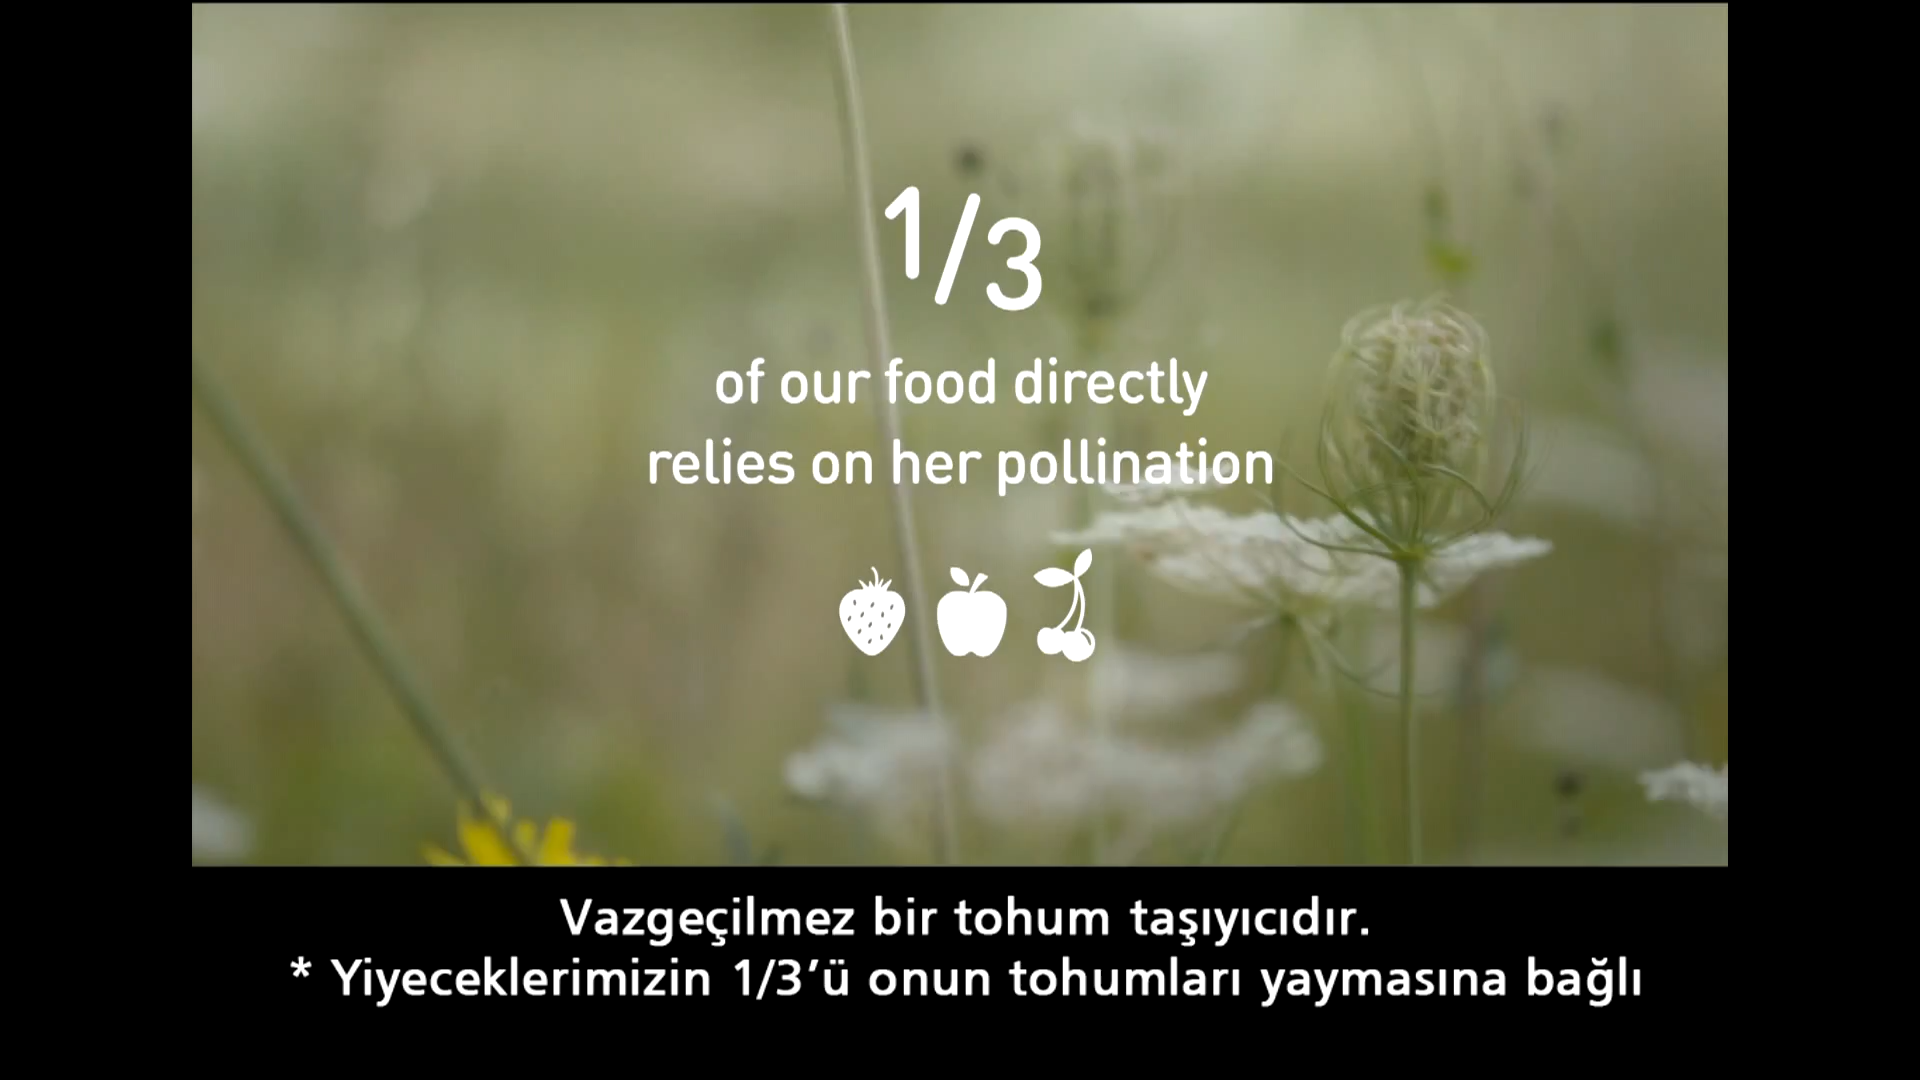 1/3
of our food directly
relies on her pollination
Vazgeçilmez bir tohum taşıyıcıdır.
* Yiyeceklerimizin 1/3’ü onun tohumları yaymasına bağlı